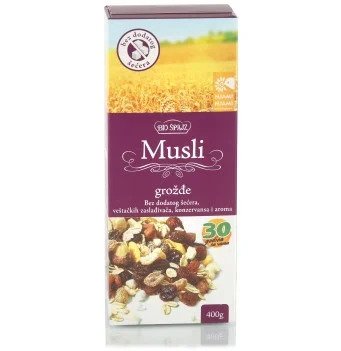 bez dodatog
šećera
BIO ŠPAJZ
Musli
grožđe
Bez dodatog šećera,
veštačkih zaslađivača, konzervansa i aroma
30
400g